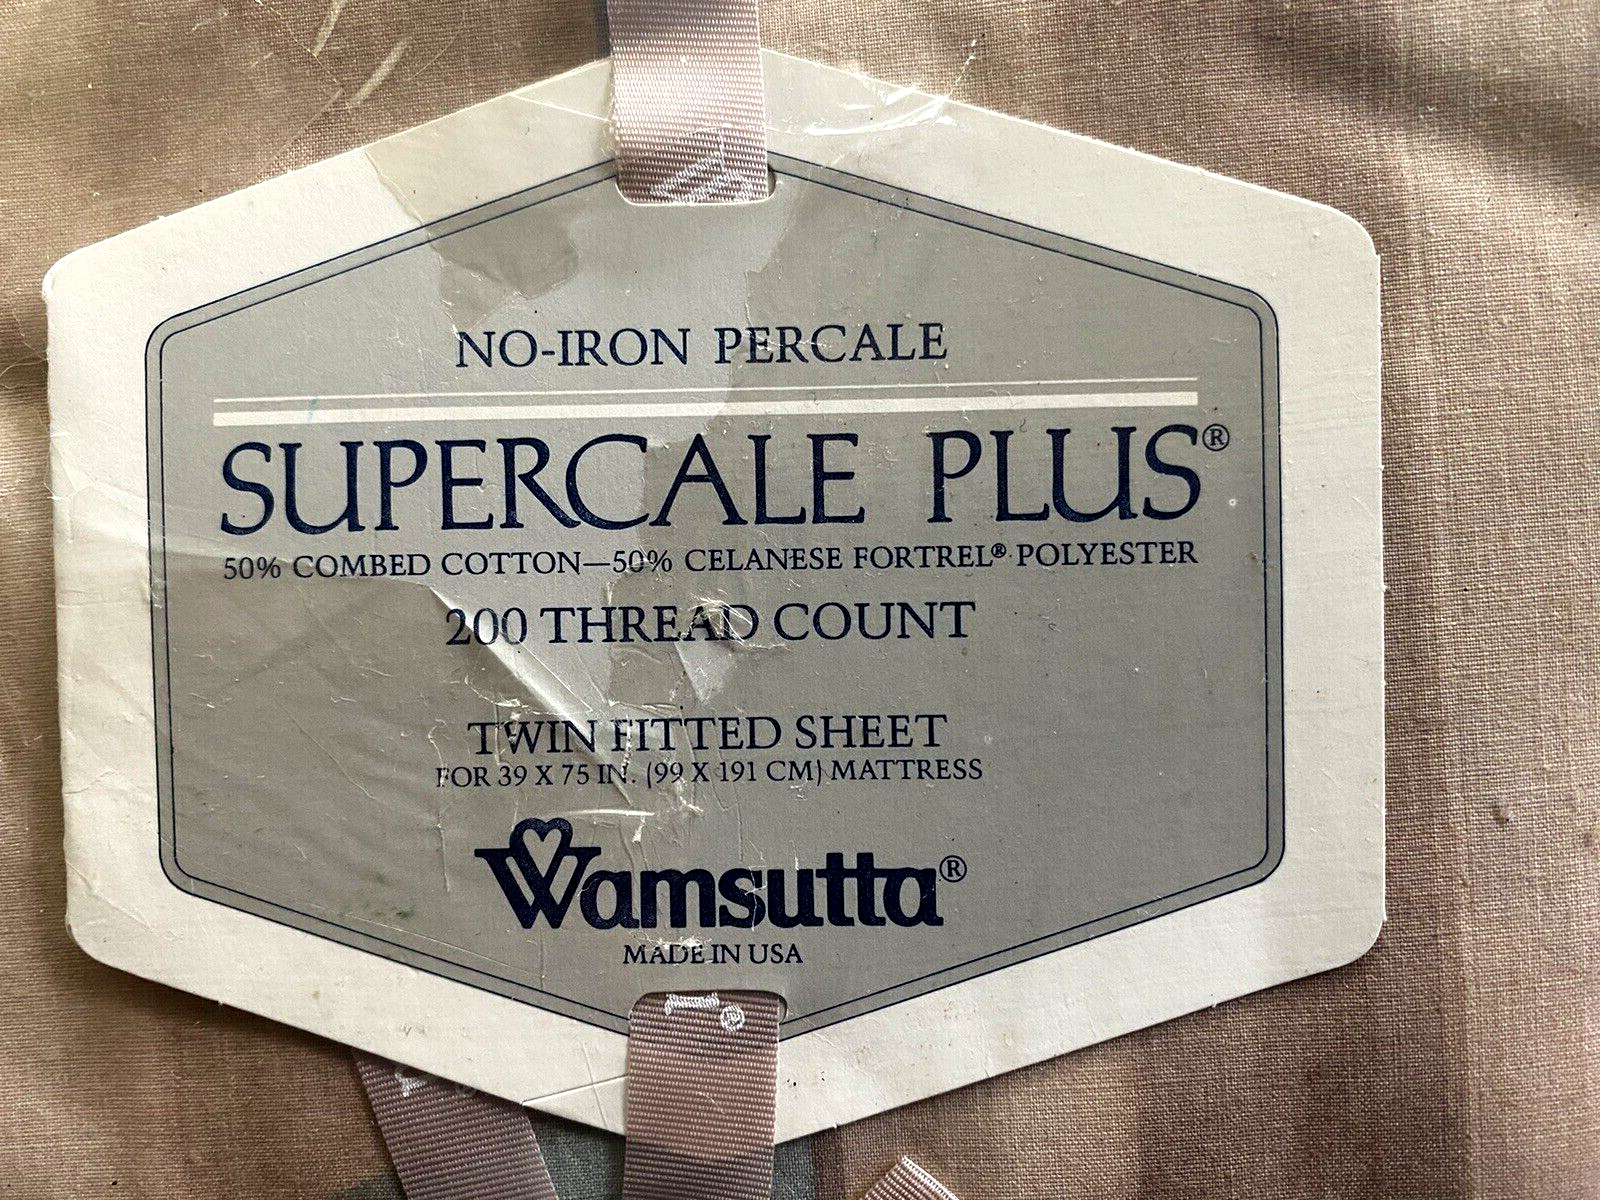 NO-IRON PERCALE
SUPERCALE PLUS®
50% COMBED COTTON—50% CELANESE FORTREL® POLYESTER
200 THREAD COUNT
TWIN FITTED SHEET
FOR 39 X 75 IN. (99 X 191 CM) MATTRESS
Wamsutta®
MADE IN USA